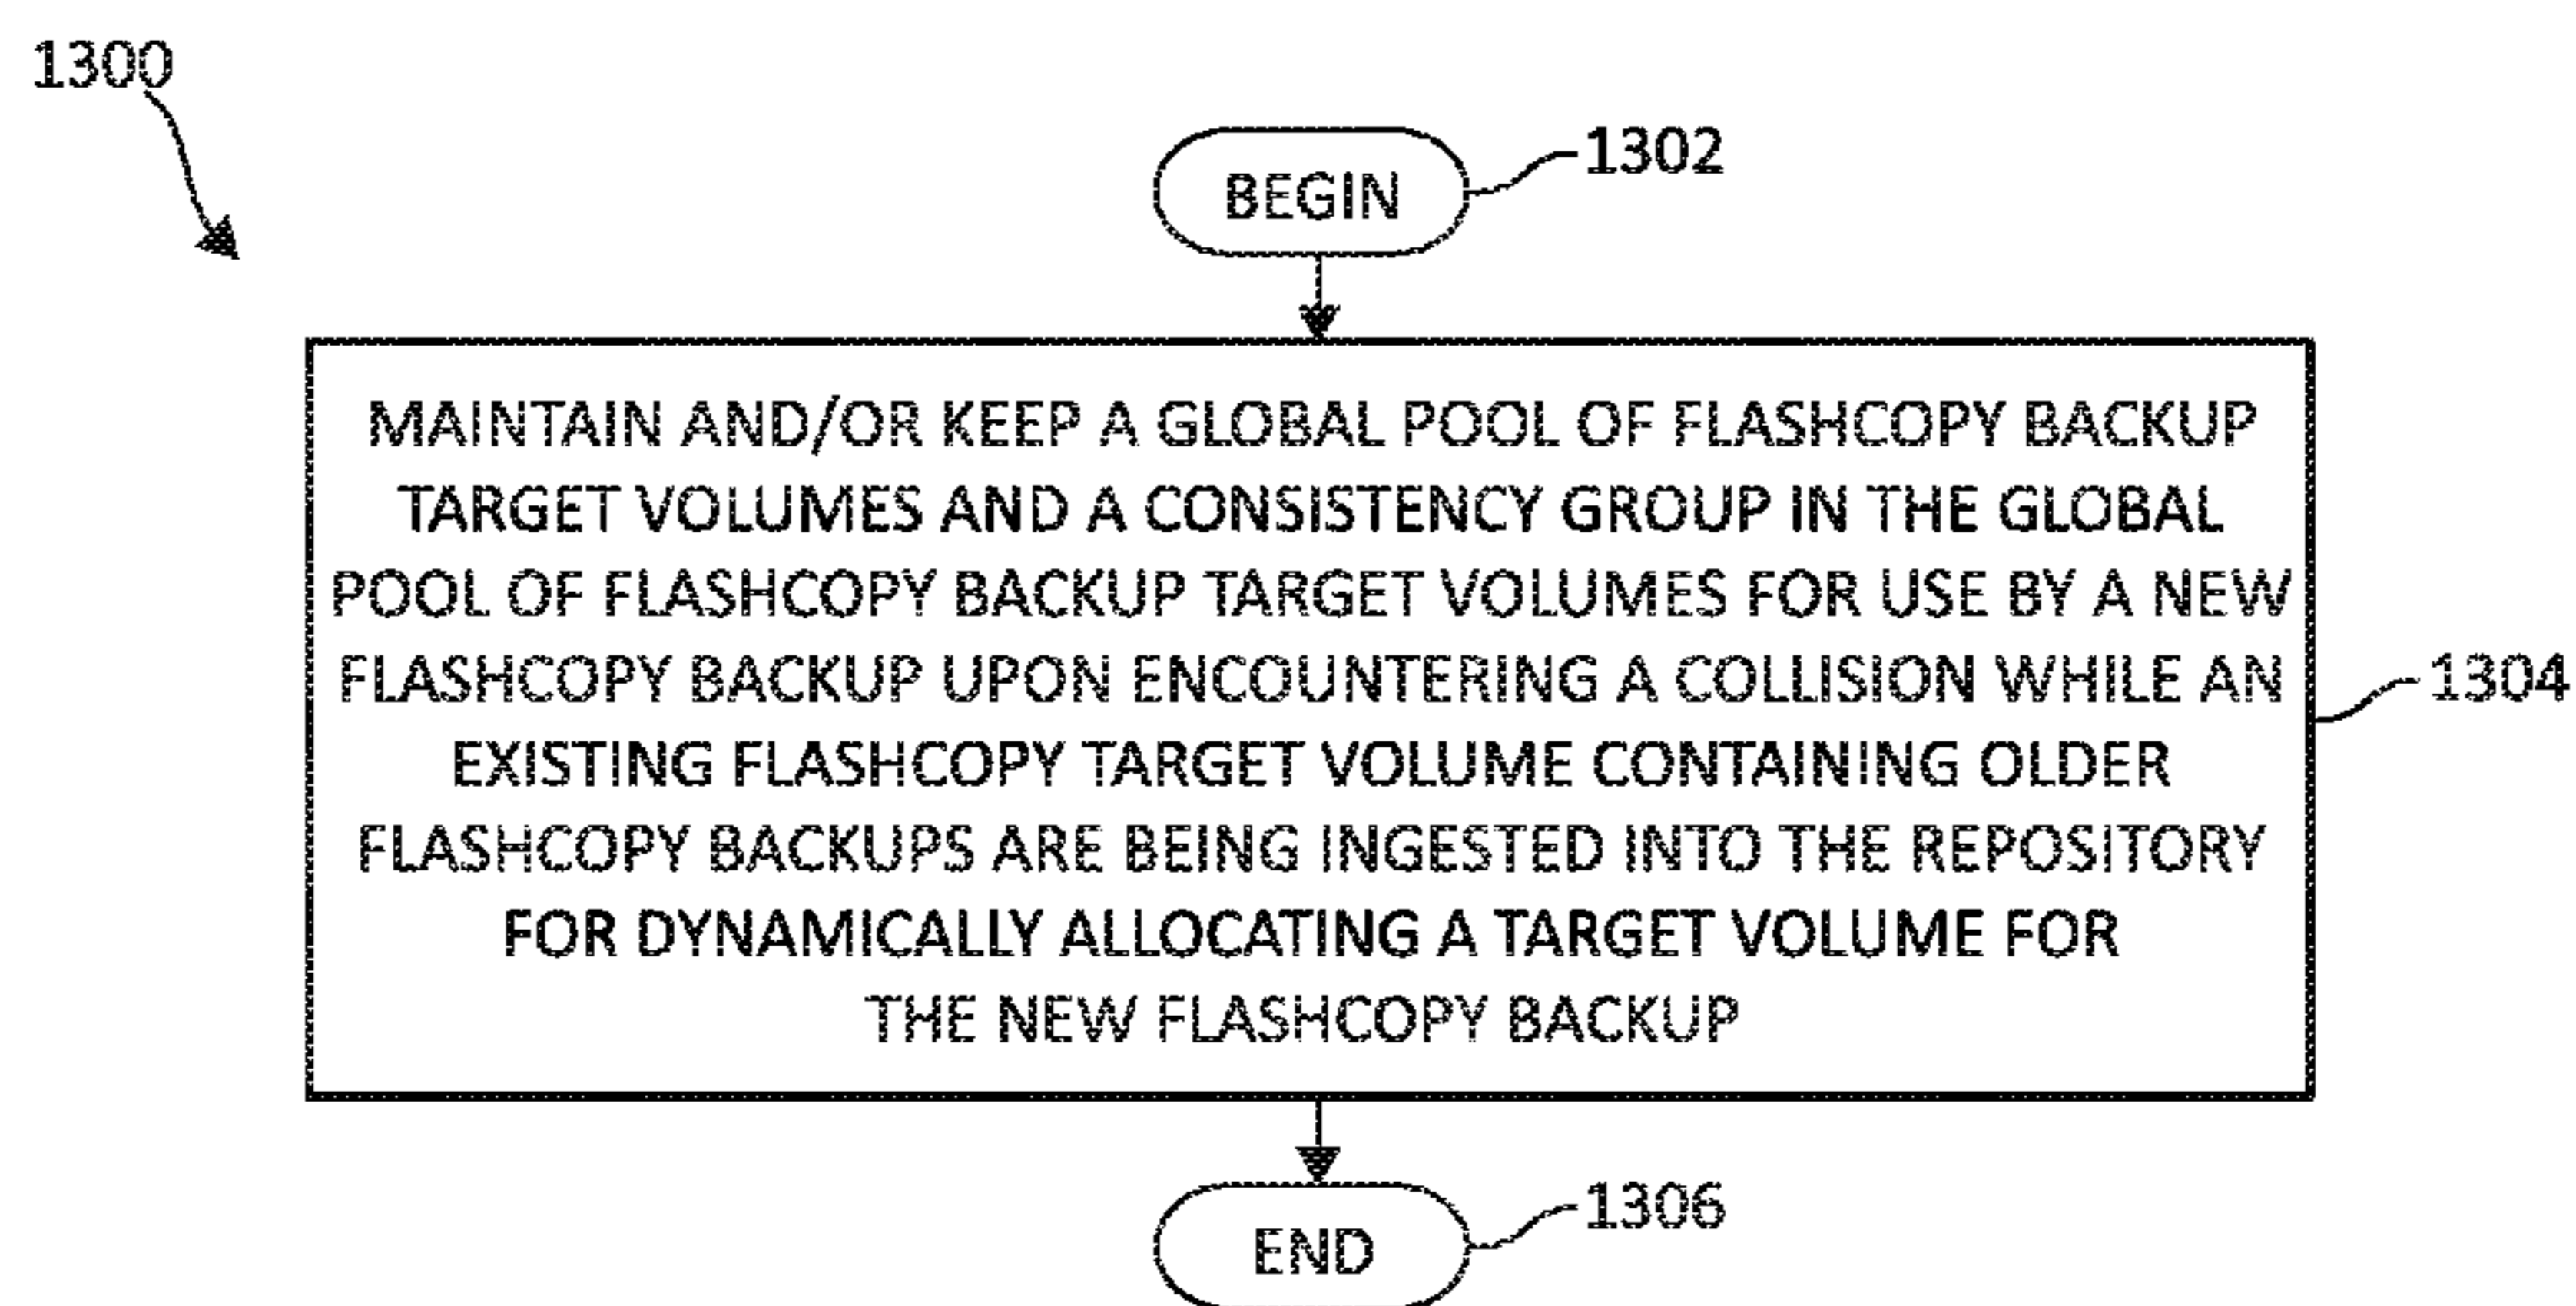 1300
BEGIN
1302
MAINTAIN AND/OR KEEP A GLOBAL POOL OF FLASHCOPY BACKUP
TARGET VOLUMES AND A CONSISTENCY GROUP IN THE GLOBAL
POOL OF FLASHCOPY BACKUP TARGET VOLUMES FOR USE BY A NEW
FLASHCOPY BACKUP UPON ENCOUNTERING A COLLISION WHILE AN
EXISTING FLASHCOPY TARGET VOLUME CONTAINING OLDER
FLASHCOPY BACKUPS ARE BEING INGESTED INTO THE REPOSITORY
FOR DYNAMICALLY ALLOCATING A TARGET VOLUME FOR
THE NEW FLASHCOPY BACKUP
1304
END
1306